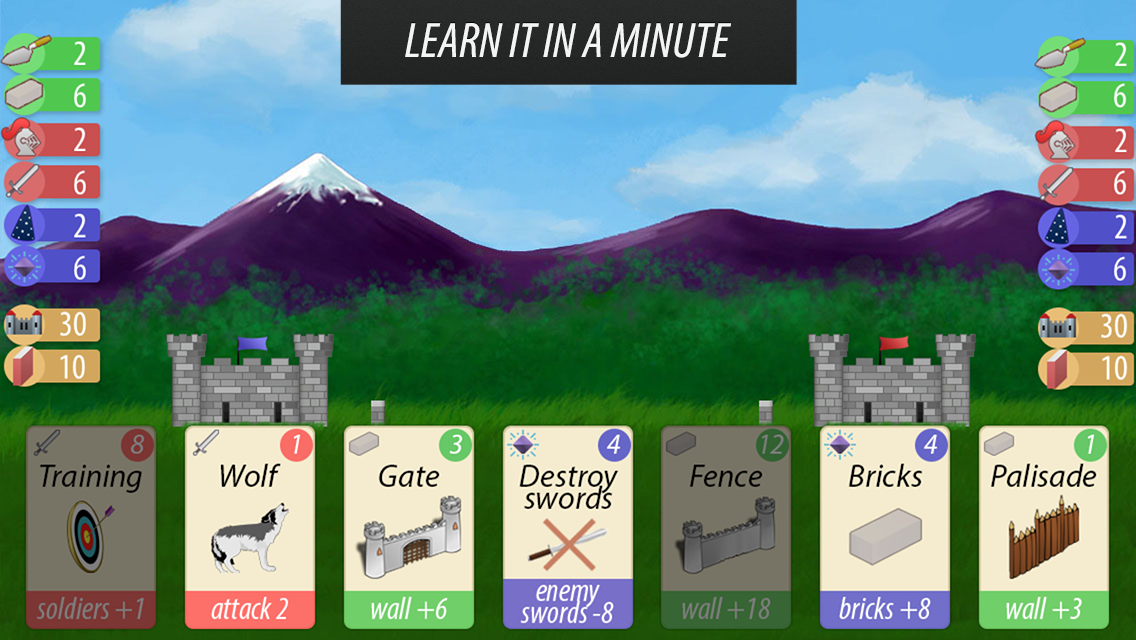 LEARN IT IN A MINUTE
2
6
2
6
2
6
30
10
2
6
2
6
2
6
30
10
8
Training
soldiers +1
1
Wolf
attack 2
3
Gate
wall +6
4
Destroy
swords
enemy
swords -8
12
Fence
wall +18
4
Bricks
bricks +8
1
Palisade
wall +3